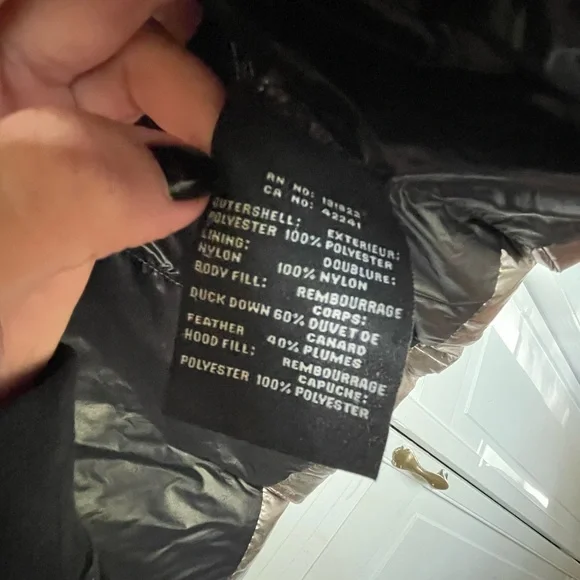 RN NO: 131822
CA NO: 42241
OUTERSHELL: EXTERIEUR:
POLYESTER 100% POLYESTER
LINING: DOUBLURE:
NYLON 100% NYLON
BODY FILL: REMBOURRAGE
CORPS:
DUCK DOWN 60% DUVET DE
CANARD
FEATHER 40% PLUMES
HOOD FILL: REMBOURRAGE
CAPUCHE:
POLYESTER 100% POLYESTER